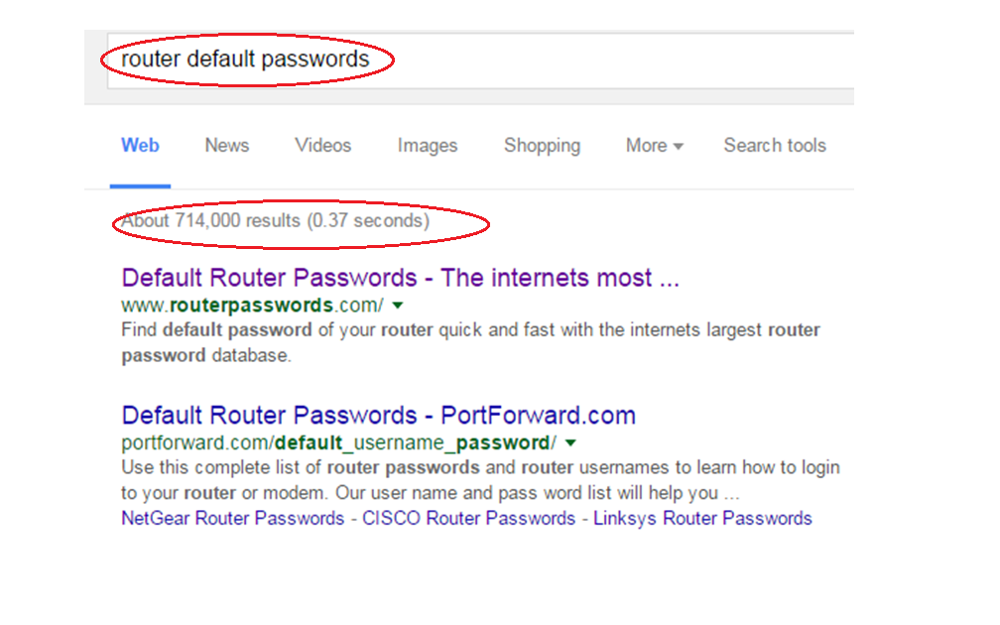 router default passwords
Web News Videos Images Shopping More Search tools
About 714,000 results (0.37 seconds)
Default Router Passwords - The internets most ...
www.routerpasswords.com/
Find default password of your router quick and fast with the internets largest router
password database.
Default Router Passwords - PortForward.com
portforward.com/default_username_password/
Use this complete list of router passwords and router usernames to learn how to login
to your router or modem. Our user name and pass word list will help you ...
NetGear Router Passwords - CISCO Router Passwords - Linksys Router Passwords